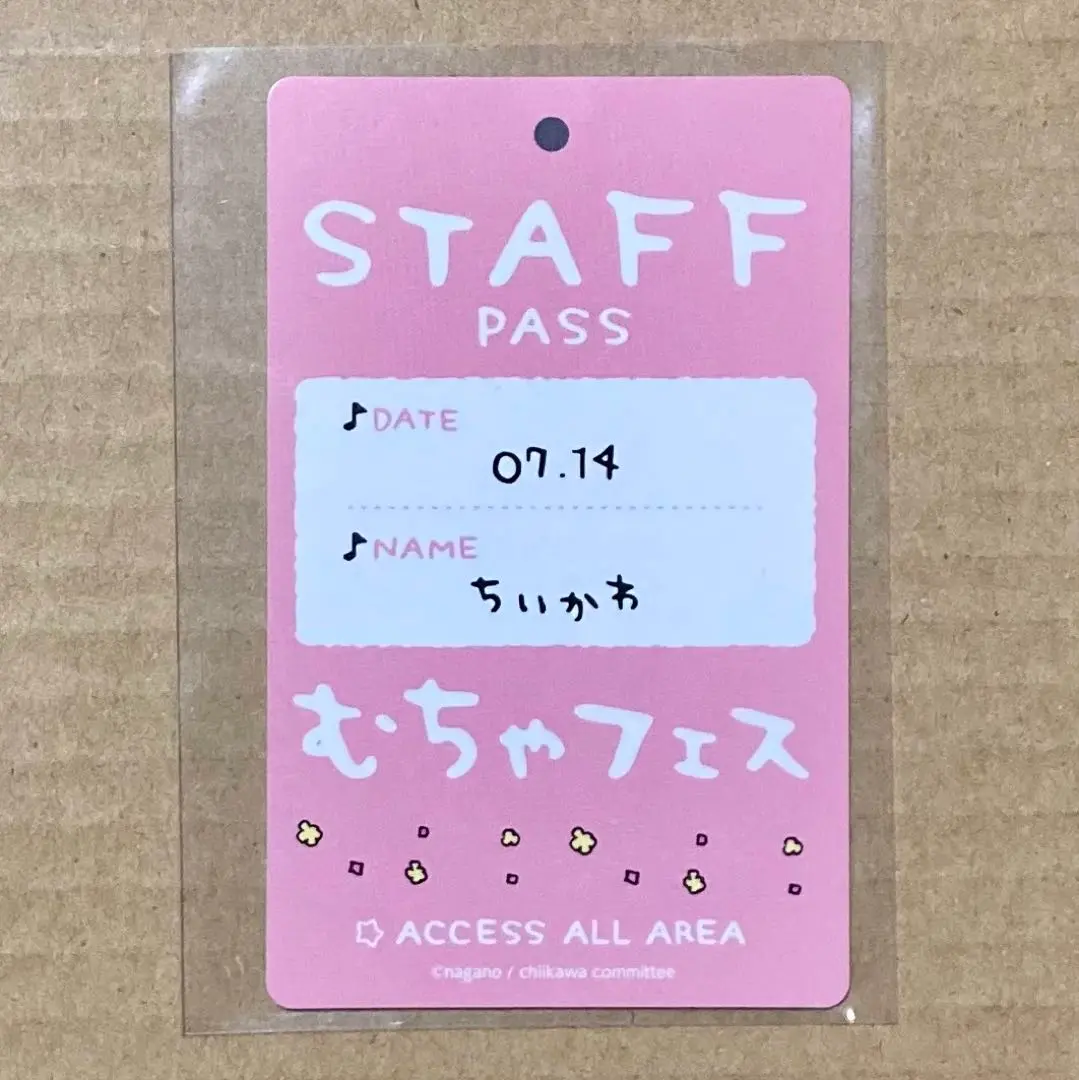 STAFF
PASS
♪DATE
07.14
♪NAME
ちいかわ
むちゃフェス
☆ ACCESS ALL AREA
©nagano / chiikawa committee